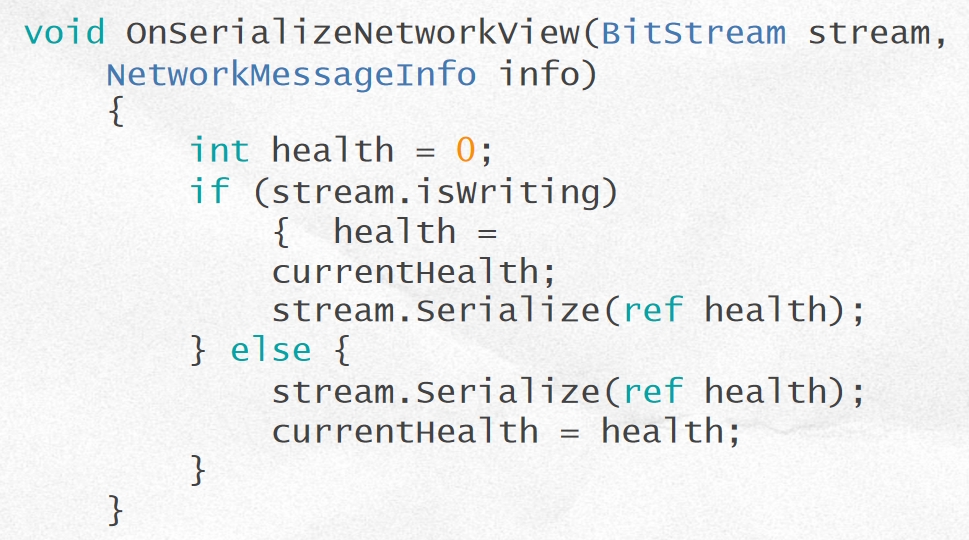 void OnSerializeNetworkView(BitStream stream,
NetworkMessageInfo info)
{
int health = 0;
if (stream.isWriting)
{ health =
currentHealth;
stream.Serialize(ref health);
} else {
stream.Serialize(ref health);
currentHealth = health;
}
}